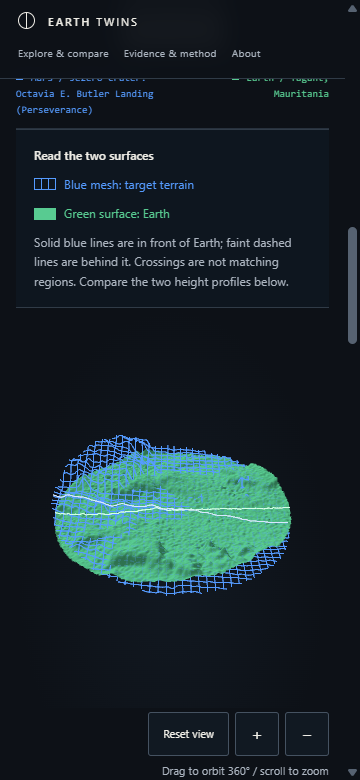 EARTH TWINS
Explore & compare
Evidence & method
About
Octavia E. Butler Landing
(Perseverance)
Mauritania
Read the two surfaces
Blue mesh: target terrain
Green surface: Earth
Solid blue lines are in front of Earth; faint dashed
lines are behind it. Crossings are not matching
regions. Compare the two height profiles below.
Reset view
+
−
Drag to orbit 360° / scroll to zoom